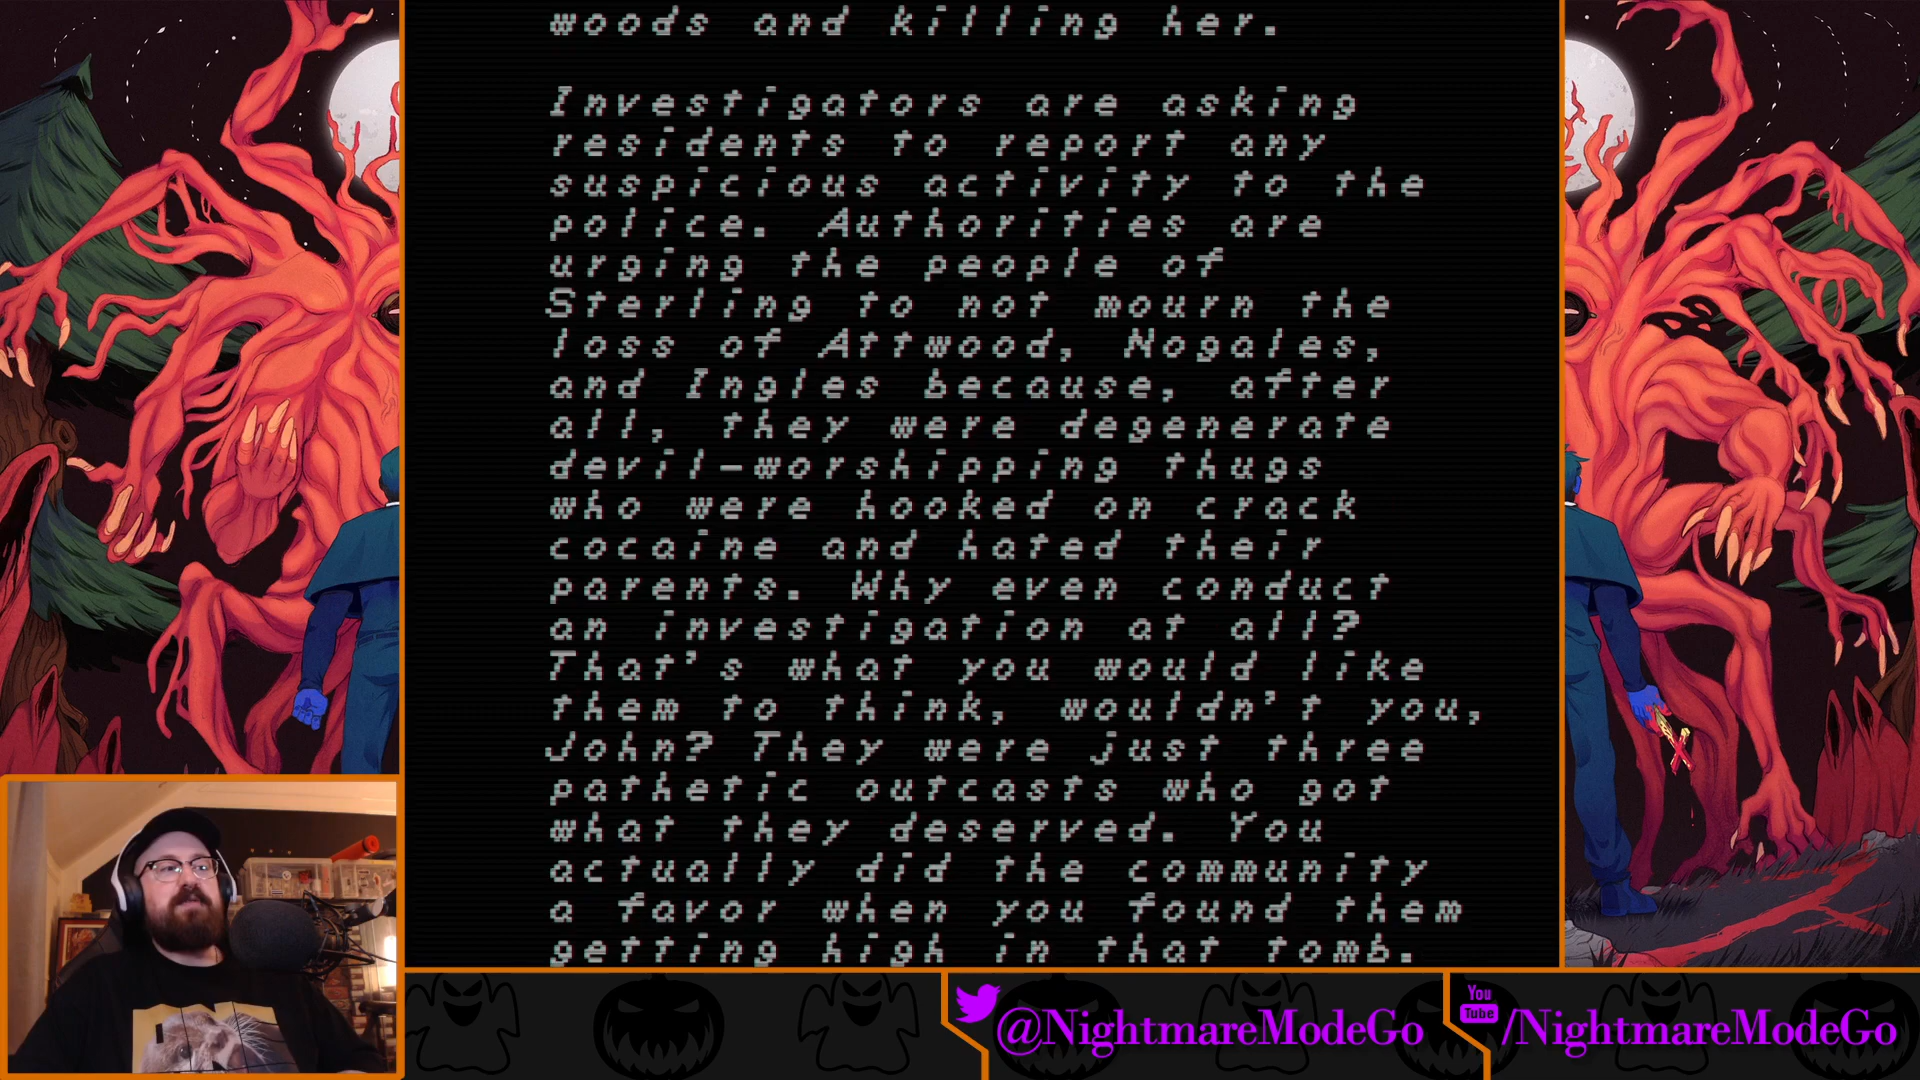 woods and killing her.
Investigators are asking
residents to report any
suspicious activity to the
police. Authorities are
urging the people of
Sterling to not mourn the
loss of Attwood, Nogales,
and Ingles because, after
all, they were degenerate
devil-worshipping thugs
who were hooked on crack
cocaine and hated their
parents. Why even conduct
an investigation at all?
That's what you would like
them to think, wouldn't you,
John? They were just three
pathetic outcasts who got
what they deserved. You
actually did the community
a favor when you found them
getting high in that tomb.
@NightmareModeGo
You
Tube
/NightmareModeGo